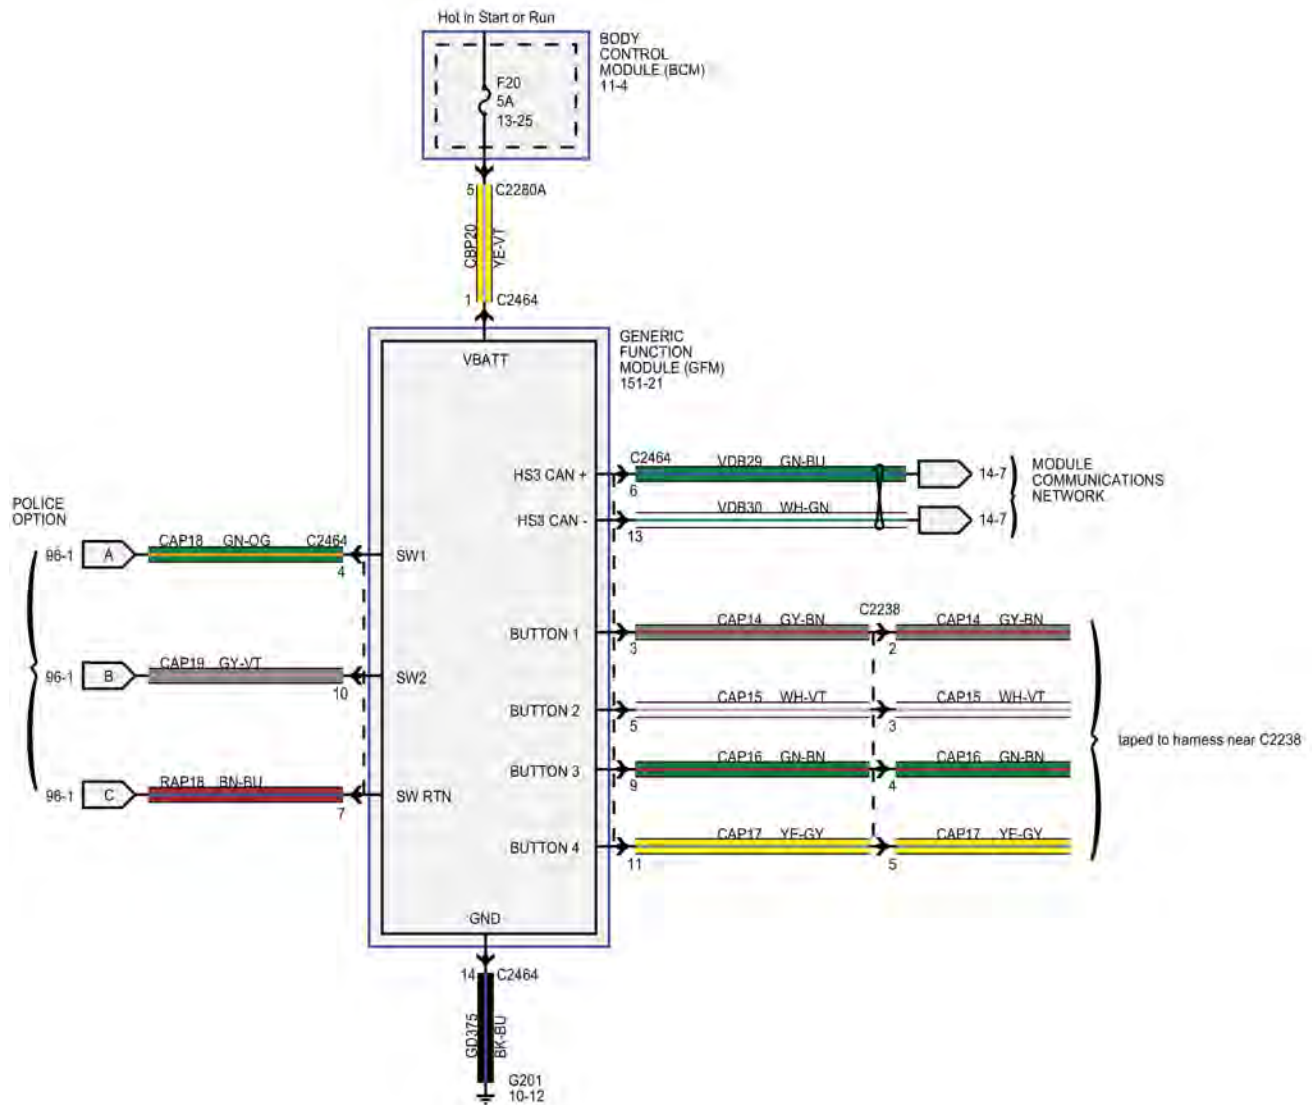 Hot in Start or Run
BODY
CONTROL
MODULE (BCM)
11-4
F20
5A
13-25
5 C2280A
CBP20
YE-VT
1 C2464
GENERIC
FUNCTION
MODULE (GFM)
151-21
VBATT
HS3 CAN +
C2464
6
VDB29 GN-BU
14-7
MODULE
COMMUNICATIONS
NETWORK
HS3 CAN -
13
VDB30 WH-GN
14-7
POLICE
OPTION
96-1 A CAP18 GN-OG C2464
4
SW1
96-1 B CAP19 GY-VT
10
SW2
96-1 C RAP18 BN-BU
7
SW RTN
BUTTON 1
3
CAP14 GY-BN
C2238
2
CAP14 GY-BN
BUTTON 2
5
CAP15 WH-VT
3
CAP15 WH-VT
taped to harness near C2238
BUTTON 3
9
CAP16 GN-BN
4
CAP16 GN-BN
BUTTON 4
11
CAP17 YE-GY
5
CAP17 YE-GY
GND
14 C2464
GD375
BK-BU
G201
10-12